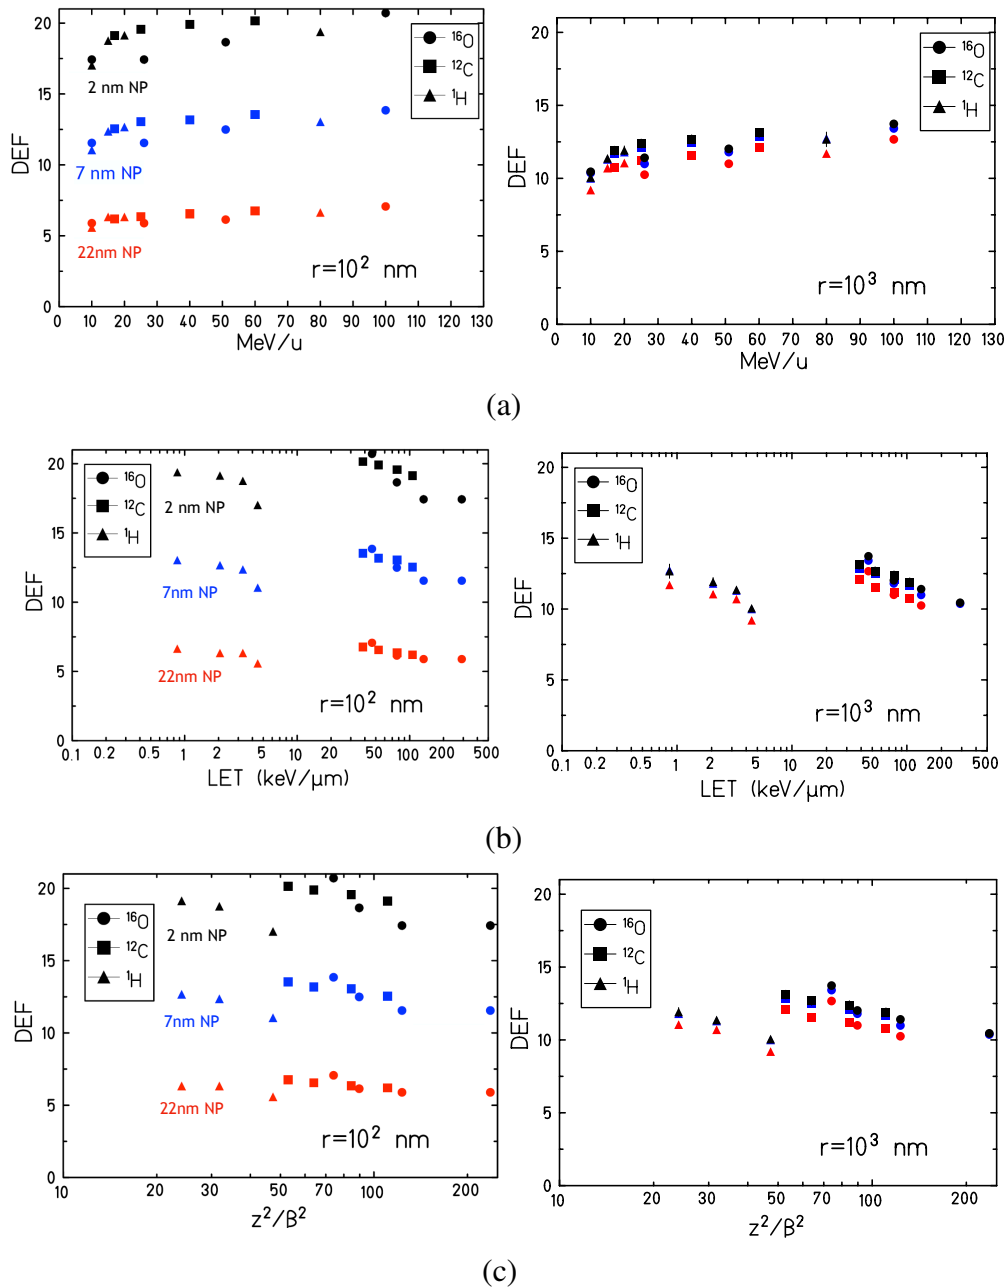 20
15
10
5
0
DEF
¹⁶O
¹²C
¹H
2 nm NP
7 nm NP
22nm NP
r=10² nm
0 10 20 30 40 50 60 70 80 90 100 110 120 130
MeV/u
20
15
10
5
0
DEF
¹⁶O
¹²C
¹H
r=10³ nm
0 10 20 30 40 50 60 70 80 90 100 110 120 130
MeV/u
(a)
20
15
10
5
0
DEF
¹⁶O
¹²C
¹H
2 nm NP
7nm NP
22nm NP
r=10² nm
0.1 0.2 0.5 1 2 5 10 20 50 100 200 500
LET (keV/μm)
20
15
10
5
0
DEF
¹⁶O
¹²C
¹H
r=10³ nm
0.1 0.2 0.5 1 2 5 10 20 50 100 200 500
LET (keV/μm)
(b)
20
15
10
5
0
DEF
¹⁶O
¹²C
¹H
2 nm NP
7nm NP
22nm NP
r=10² nm
10 20 30 50 70 100 200
z²/β²
20
15
10
5
0
DEF
¹⁶O
¹²C
¹H
r=10³ nm
10 20 30 50 70 100 200
z²/β²
(c)